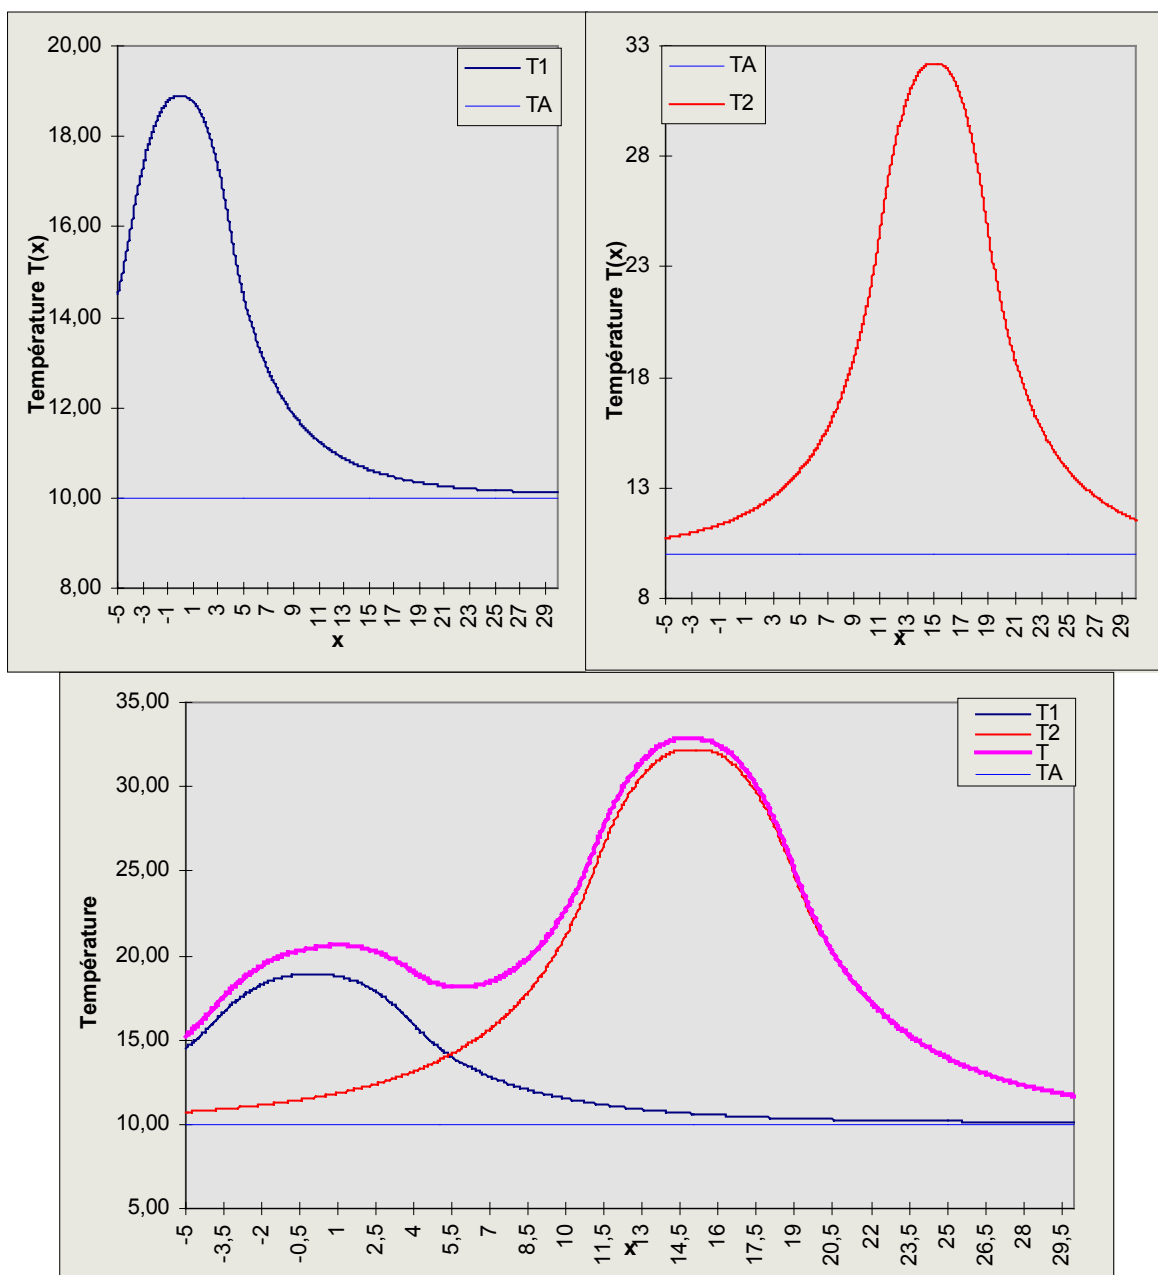 20,00
18,00
16,00
14,00
12,00
10,00
8,00
Température T(x)
T1
TA
-5 -3 -1 1 3 5 7 9 11 13 15 17 19 21 23 25 27 29
x
33
28
23
18
13
8
Température T(x)
TA
T2
-5 -3 -1 1 3 5 7 9 11 13 15 17 19 21 23 25 27 29
x
35,00
30,00
25,00
20,00
15,00
10,00
5,00
Température
T1
T2
T
TA
-5 -3,5 -2 -0,5 1 2,5 4 5,5 7 8,5 10 11,5 13 14,5 16 17,5 19 20,5 22 23,5 25 26,5 28 29,5
x